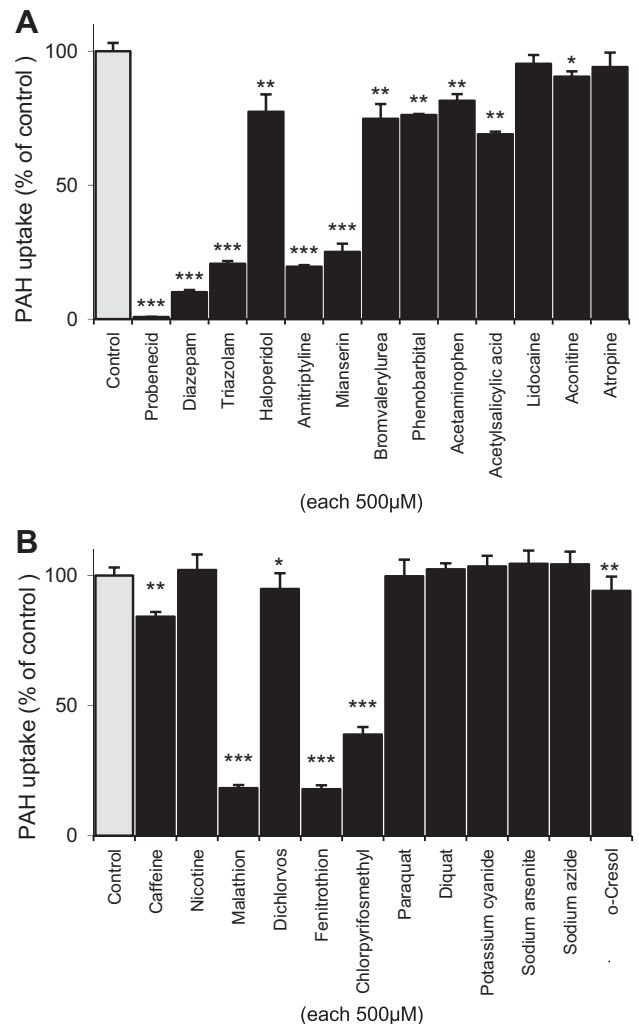 A
PAH uptake (% of control )
100
50
0
***
***
***
**
***
***
**
**
**
**
*
Control
Probenecid
Diazepam
Triazolam
Haloperidol
Amitriptyline
Mianserin
Bromvalerylurea
Phenobarbital
Acetaminophen
Acetylsalicylic acid
Lidocaine
Aconitine
Atropine
(each 500µM)
B
PAH uptake (% of control )
100
50
0
**
***
*
***
***
**
Control
Caffeine
Nicotine
Malathion
Dichlorvos
Fenitrothion
Chlorpyrifosmethyl
Paraquat
Diquat
Potassium cyanide
Sodium arsenite
Sodium azide
o-Cresol
(each 500µM)